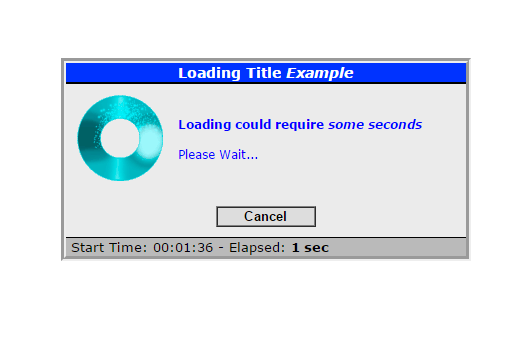 Loading Title Example
Loading could require some seconds
Please Wait...
Cancel
Start Time: 00:01:36 - Elapsed: 1 sec